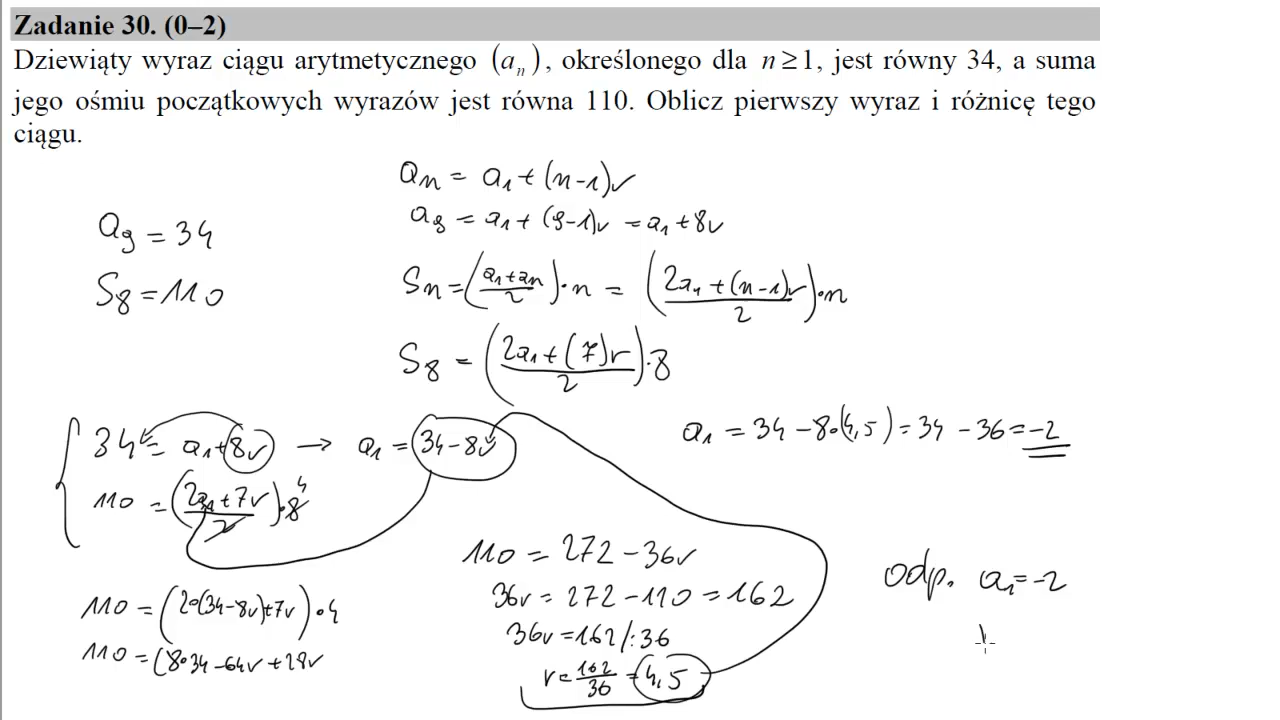 Zadanie 30. (0–2)
Dziewiąty wyraz ciągu arytmetycznego (aₙ), określonego dla n ≥ 1, jest równy 34, a suma
jego ośmiu początkowych wyrazów jest równa 110. Oblicz pierwszy wyraz i różnicę tego
ciągu.
aₙ = a₁ + (n-1)r
a₉ = 34
a₉ = a₁ + (9-1)r = a₁ + 8r
S₈ = 110
Sₙ = ((a₁+aₙ)/2)·n = ((2a₁ + (n-1)r)/2)·n
S₈ = ((2a₁ + (7)r)/2)·8
34 = a₁ + 8r → a₁ = 34-8r
110 = ((2a₁ + 7r)/2)·8 4
a₁ = 34 - 8·(4,5) = 34 - 36 = -2
110 = (2·(34-8r)+7r)·4
110 = (8·34 - 64r + 28r
110 = 272 - 36r
36r = 272 - 110 = 162
36r = 162 /:36
r = 162/36 = 4,5
odp. a₁ = -2